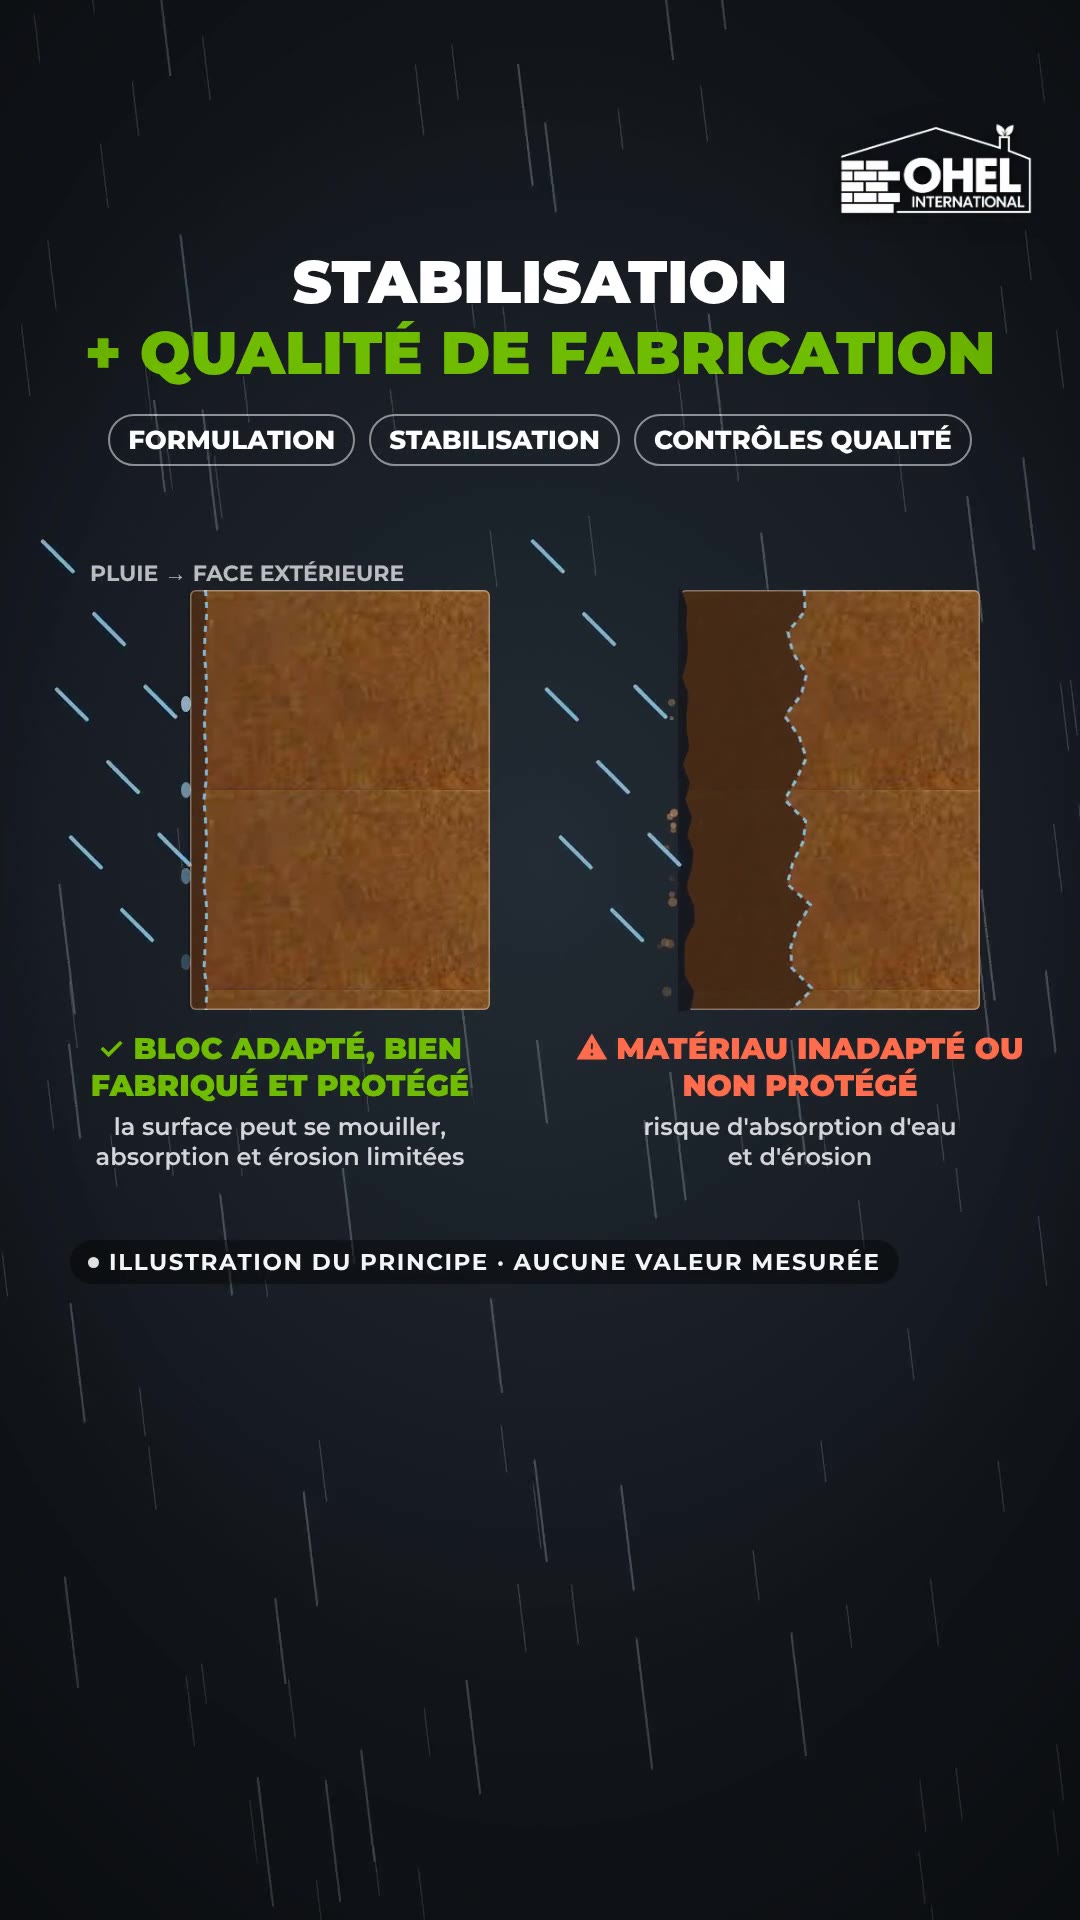 OHEL
INTERNATIONAL
STABILISATION
+ QUALITÉ DE FABRICATION
FORMULATION
STABILISATION
CONTRÔLES QUALITÉ
PLUIE → FACE EXTÉRIEURE
✓ BLOC ADAPTÉ, BIEN
FABRIQUÉ ET PROTÉGÉ
la surface peut se mouiller,
absorption et érosion limitées
⚠ MATÉRIAU INADAPTÉ OU
NON PROTÉGÉ
risque d'absorption d'eau
et d'érosion
● ILLUSTRATION DU PRINCIPE · AUCUNE VALEUR MESURÉE